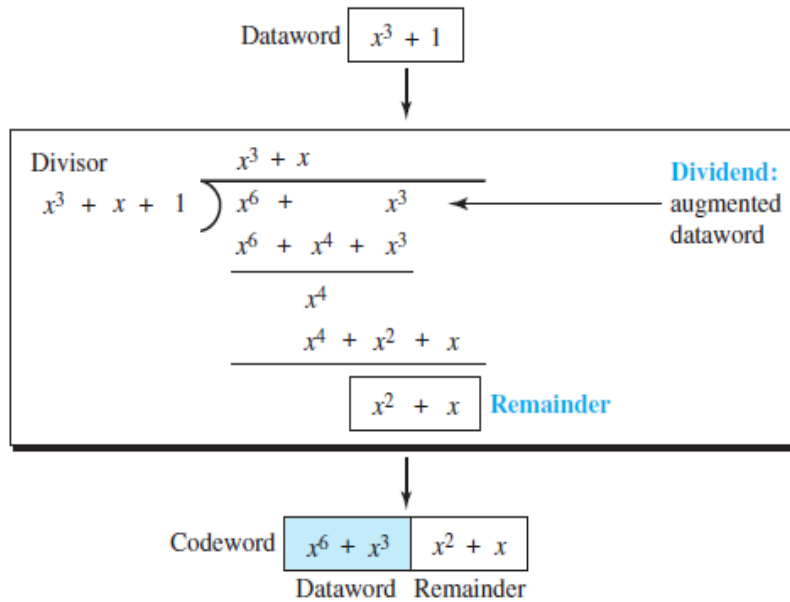 Dataword x³ + 1
Divisor
x³ + x
Dividend:
augmented
dataword
x³ + x + 1 ) x⁶ + x³
x⁶ + x⁴ + x³
x⁴
x⁴ + x² + x
x² + x Remainder
Codeword x⁶ + x³ x² + x
Dataword Remainder